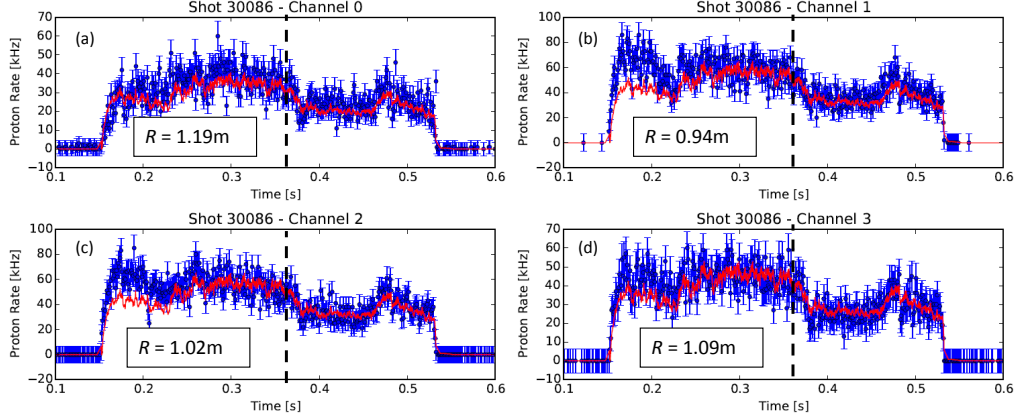 Shot 30086 - Channel 0
(a)
Proton Rate [kHz]
70
60
50
40
30
20
10
0
−10
R = 1.19m
0.1 0.2 0.3 0.4 0.5 0.6
Time [s]
Shot 30086 - Channel 1
(b)
Proton Rate [kHz]
100
80
60
40
20
0
−20
R = 0.94m
0.1 0.2 0.3 0.4 0.5 0.6
Time [s]
Shot 30086 - Channel 2
(c)
Proton Rate [kHz]
100
80
60
40
20
0
−20
R = 1.02m
0.1 0.2 0.3 0.4 0.5 0.6
Time [s]
Shot 30086 - Channel 3
(d)
Proton Rate [kHz]
70
60
50
40
30
20
10
0
−10
R = 1.09m
0.1 0.2 0.3 0.4 0.5 0.6
Time [s]